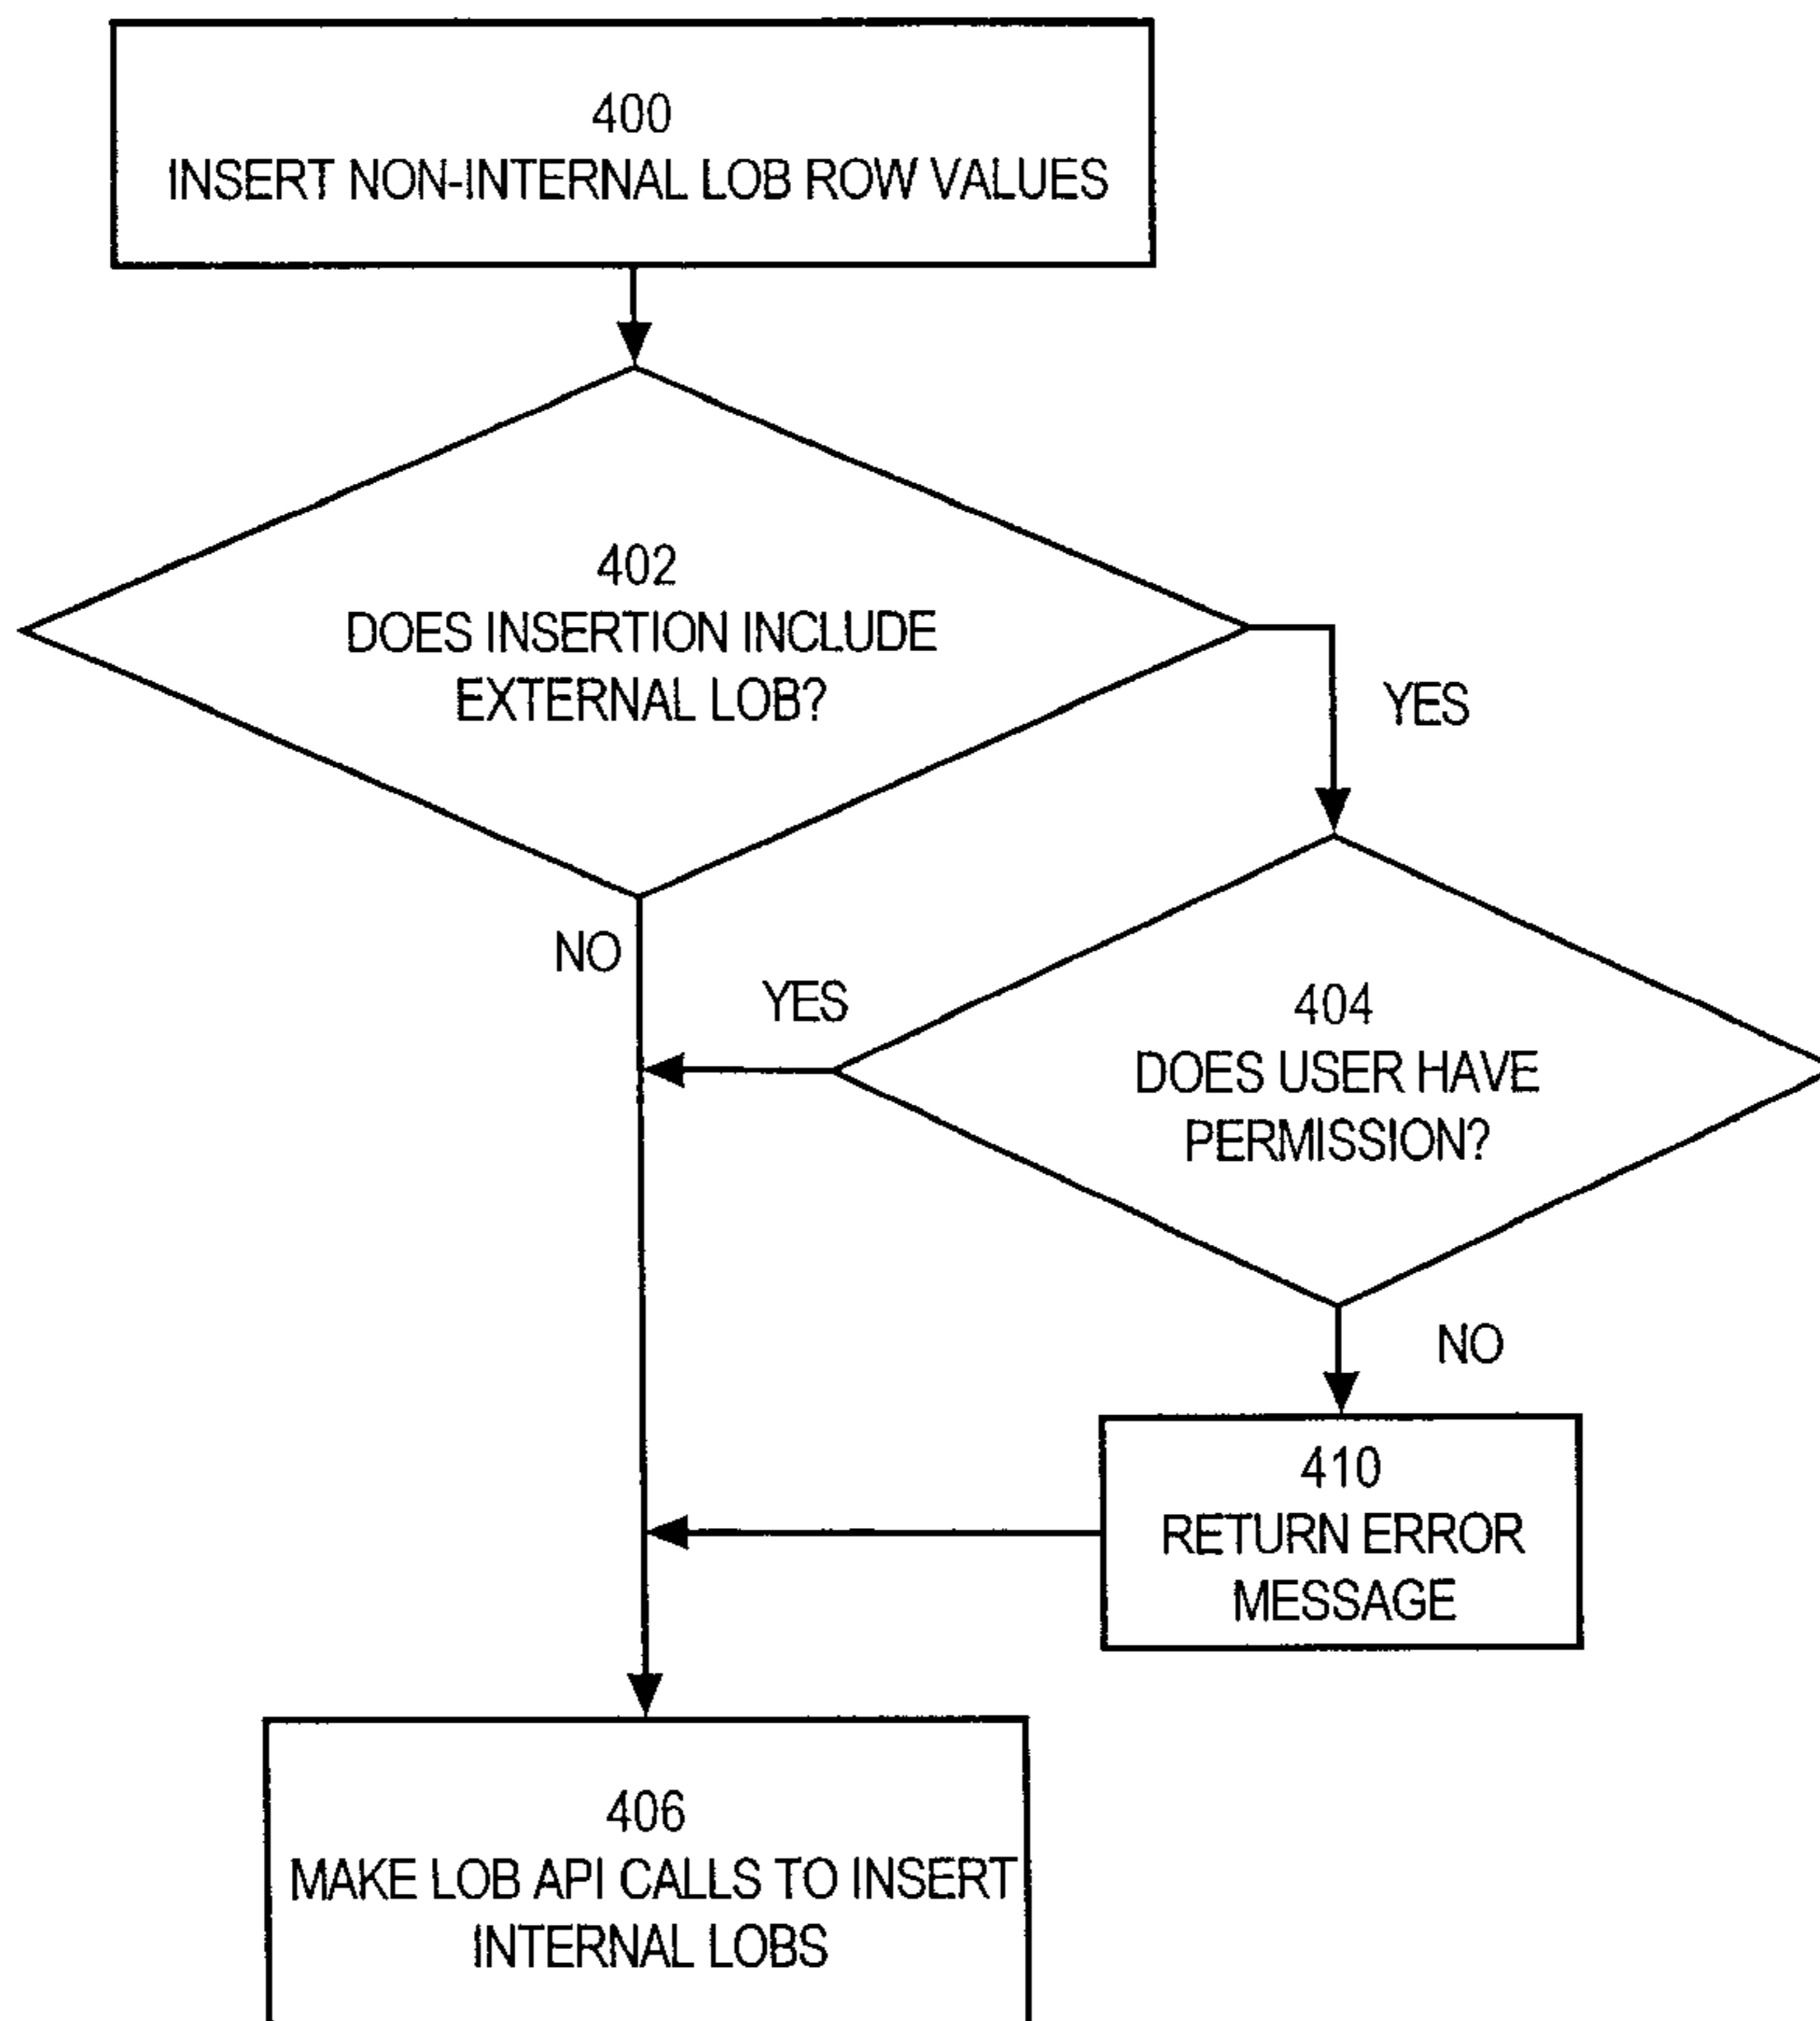 400
INSERT NON-INTERNAL LOB ROW VALUES
402
DOES INSERTION INCLUDE
EXTERNAL LOB?
YES
NO
YES
404
DOES USER HAVE
PERMISSION?
NO
410
RETURN ERROR
MESSAGE
406
MAKE LOB API CALLS TO INSERT
INTERNAL LOBS